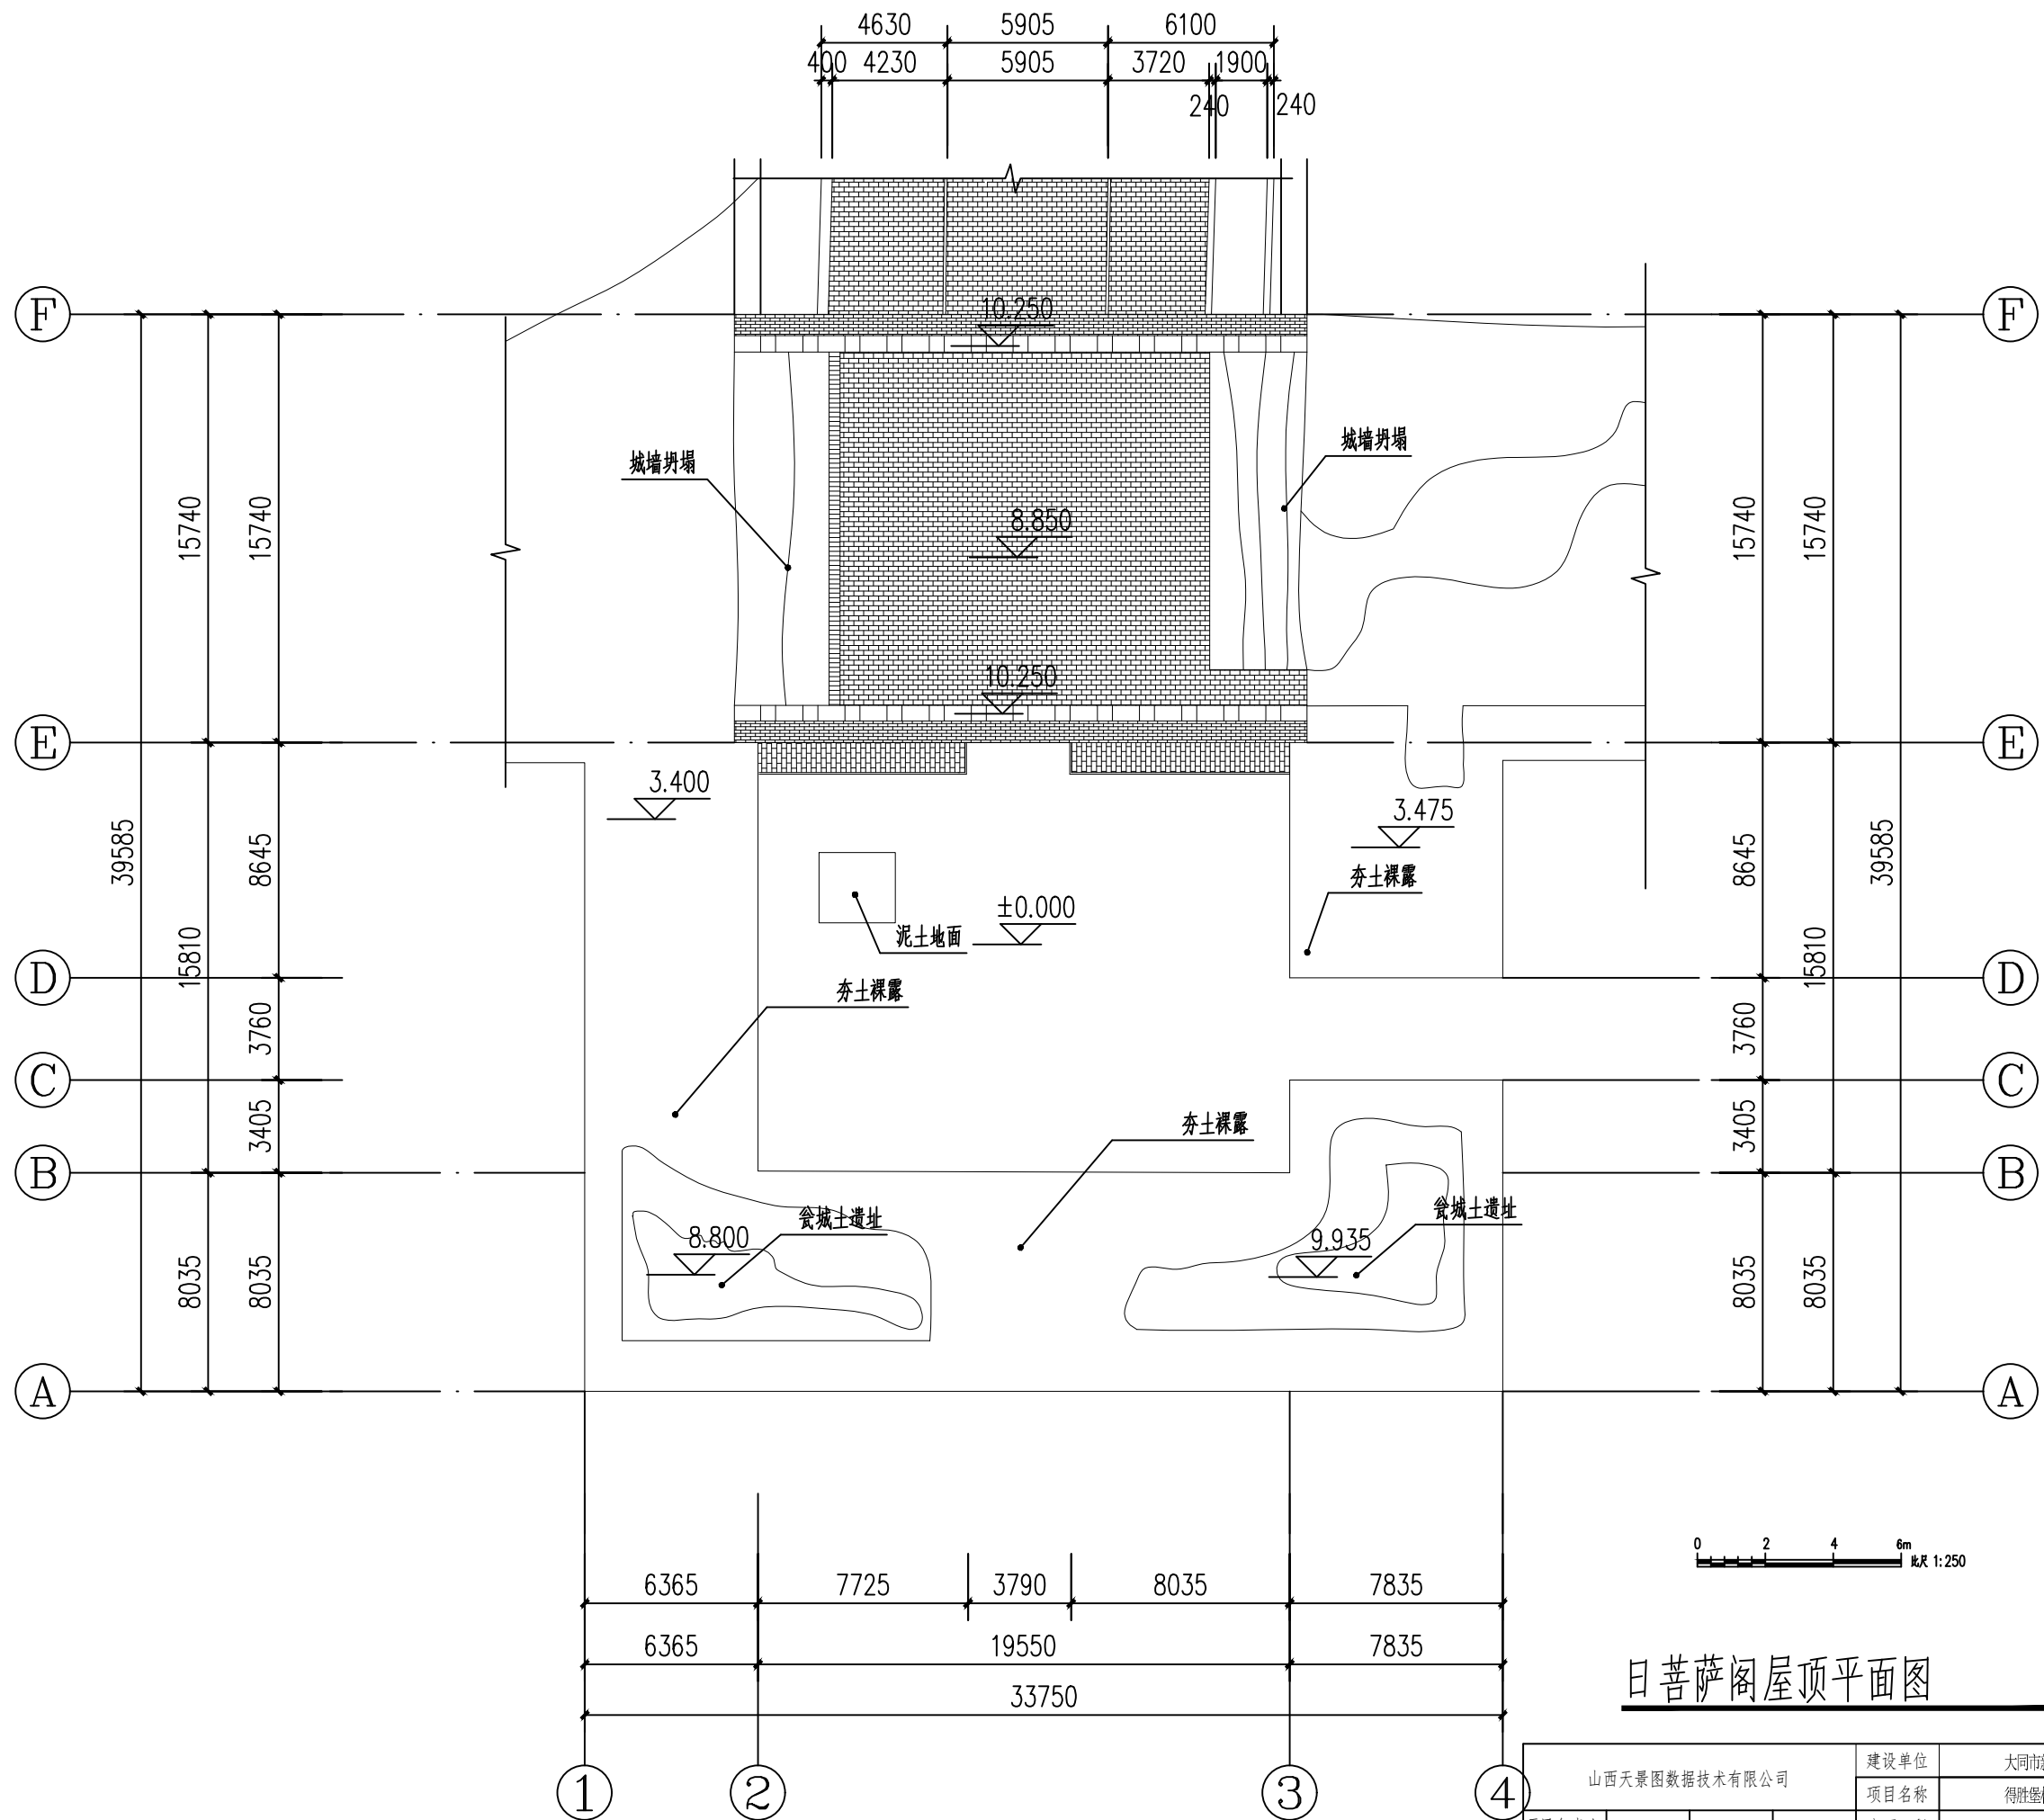 4630 5905 6100
400 4230 5905 3720 1900
240 240
F F
10.250
城墙坍塌
城墙坍塌
15740 15740 15740 15740
8.850
10.250
E E
3.400
3.475
39585 8645 8645 39585
夯土裸露
±0.000
泥土地面
15810 15810
D D
夯土裸露
3760 3760
C C
3405 3405
夯土裸露
B B
瓮城土遗址
瓮城土遗址
8.800
9.935
8035 8035 8035 8035
A A
0 2 4 6m
比尺 1:250
6365 7725 3790 8035 7835
6365 19550 7835
33750
日菩萨阁屋顶平面图
1 2 3 4
山西天景图数据技术有限公司
建设单位 大同市
项目名称 得胜堡